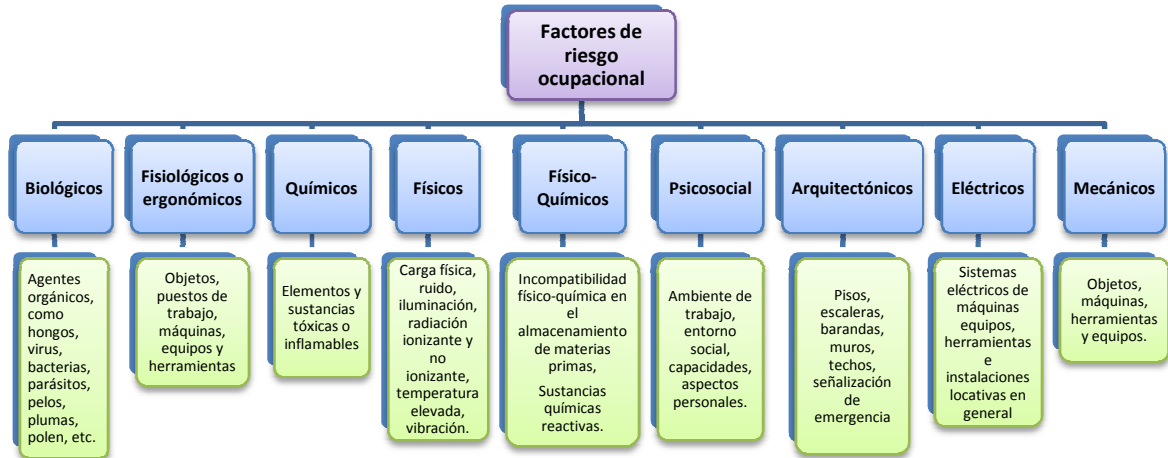 Factores de
riesgo
ocupacional
Biológicos
Fisiológicos o
ergonómicos
Químicos
Físicos
Físico-
Químicos
Psicosocial
Arquitectónicos
Eléctricos
Mecánicos
Agentes
orgánicos,
como
hongos,
virus,
bacterias,
parásitos,
pelos,
plumas,
polen, etc.
Objetos,
puestos de
trabajo,
máquinas,
equipos y
herramientas
Elementos y
sustancias
tóxicas o
inflamables
Carga física,
ruido,
iluminación,
radiación
ionizante y
no
ionizante,
temperatura
elevada,
vibración.
Incompatibilidad
físico-química en
el
almacenamiento
de materias
primas,
Sustancias
químicas
reactivas.
Ambiente de
trabajo,
entorno
social,
capacidades,
aspectos
personales.
Pisos,
escaleras,
barandas,
muros,
techos,
señalización
de
emergencia
Sistemas
eléctricos de
máquinas
equipos,
herramientas
e
instalaciones
locativas en
general
Objetos,
máquinas,
herramientas
y equipos.